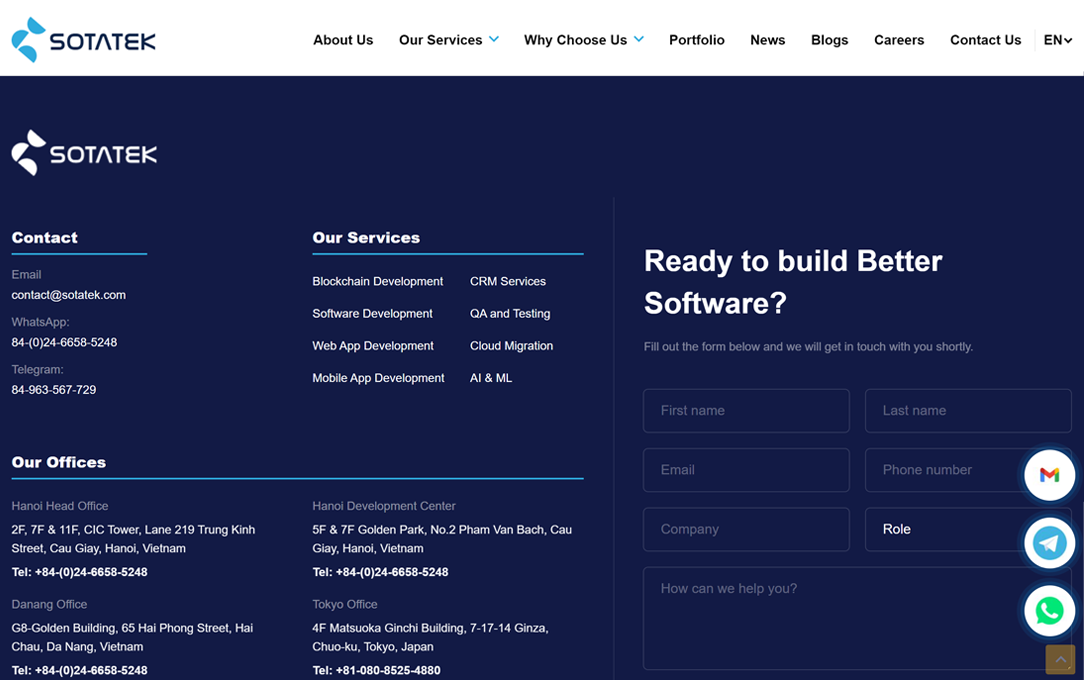 SOTATEK
About Us Our Services Why Choose Us Portfolio News Blogs Careers Contact Us EN
SOTATEK
Contact
Email
contact@sotatek.com
WhatsApp:
84-(0)24-6658-5248
Telegram:
84-963-567-729
Our Services
Blockchain Development CRM Services
Software Development QA and Testing
Web App Development Cloud Migration
Mobile App Development AI & ML
Our Offices
Hanoi Head Office
2F, 7F & 11F, CIC Tower, Lane 219 Trung Kinh
Street, Cau Giay, Hanoi, Vietnam
Tel: +84-(0)24-6658-5248
Hanoi Development Center
5F & 7F Golden Park, No.2 Pham Van Bach, Cau
Giay, Hanoi, Vietnam
Tel: +84-(0)24-6658-5248
Danang Office
G8-Golden Building, 65 Hai Phong Street, Hai
Chau, Da Nang, Vietnam
Tel: +84-(0)24-6658-5248
Tokyo Office
4F Matsuoka Ginchi Building, 7-17-14 Ginza,
Chuo-ku, Tokyo, Japan
Tel: +81-080-8525-4880
Ready to build Better
Software?
Fill out the form below and we will get in touch with you shortly.
First name Last name
Email Phone number
Company Role
How can we help you?